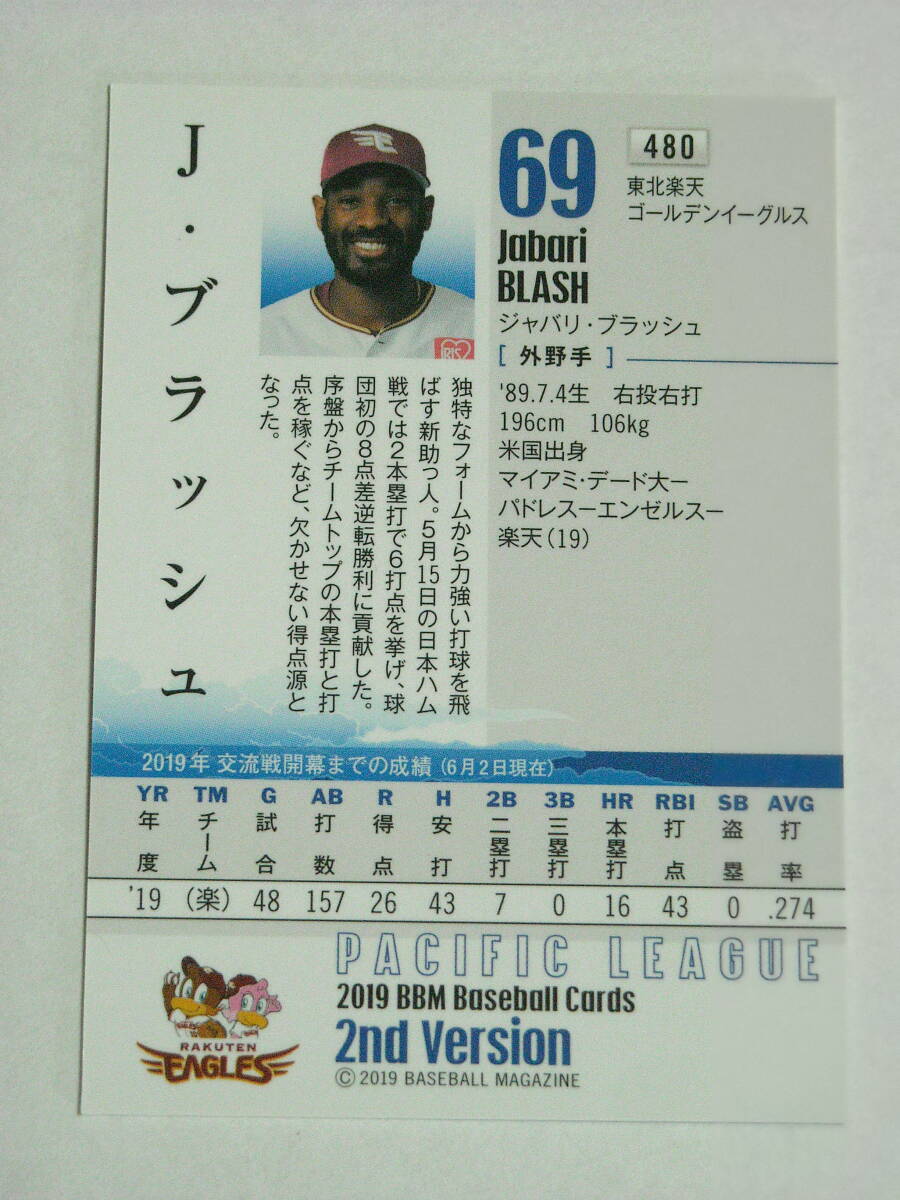 J・ブラッシュ
69
480
東北楽天
ゴールデンイーグルス
Jabari
BLASH
ジャバリ・ブラッシュ
[ 外野手 ]
'89.7.4生 右投右打
196cm 106kg
米国出身
マイアミ・デード大ー
パドレスーエンゼルスー
楽天(19)
IRIS
独特なフォームから力強い打球を飛
ばす新助っ人。5月15日の日本ハム
戦では2本塁打で6打点を挙げ、球
団初の8点差逆転勝利に貢献した。
序盤からチームトップの本塁打と打
点を稼ぐなど、欠かせない得点源と
なった。
2019年 交流戦開幕までの成績 (6月2日現在)
YR TM G AB R H 2B 3B HR RBI SB AVG
年度 チーム 試合 打数 得点 安打 二塁打 三塁打 本塁打 打点 盗塁 打率
'19 (楽) 48 157 26 43 7 0 16 43 0 .274
PACIFIC LEAGUE
2019 BBM Baseball Cards
2nd Version
© 2019 BASEBALL MAGAZINE
RAKUTEN
EAGLES